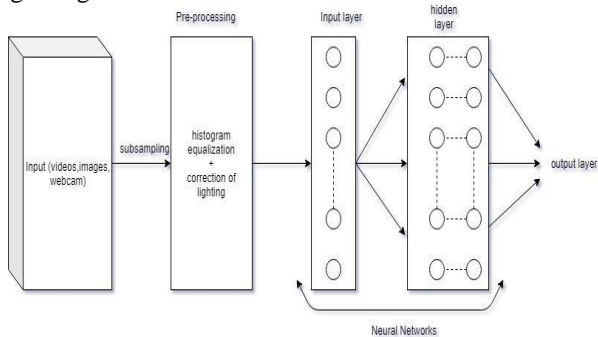 Pre-processing
Input layer
hidden
layer
Input (videos,images,
webcam)
subsampling
histogram
equalization
+
correction of
lighting
output layer
Neural Networks